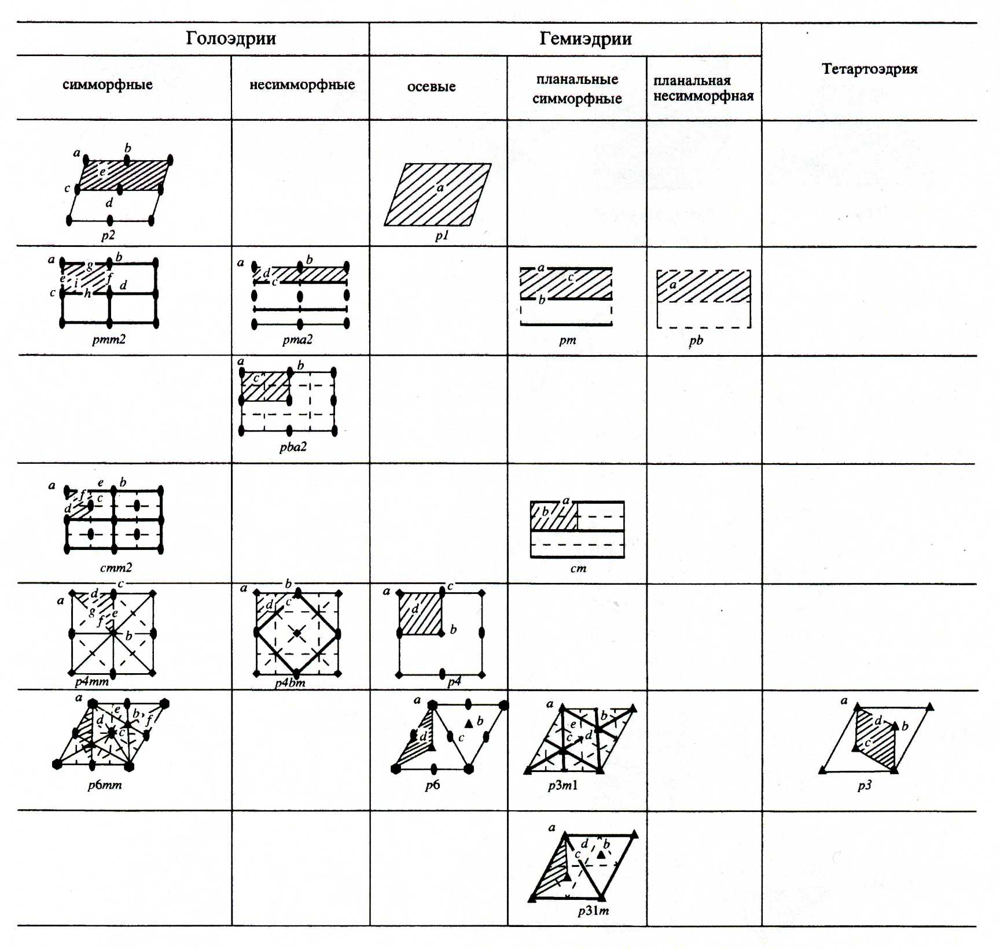 Голоэдрии
Гемиэдрии
Тетартоэдрия
симморфные
несимморфные
осевые
планальные
симморфные
планальная
несимморфная
a b
e
c
d
p2
a
p1
a g b
e i f
c h d
pmm2
a b
d
c
pma2
a
c
b
pm
a
pb
a b
c
pba2
a e b
f c
d
cmm2
a
b
cm
a d c
g e
f
b
p4mm
a b
d c
p4bm
a c
d
b
p4
a
e b
d f
c
p6mm
a
b
d c
p6
a
b
e
c d
p3m1
a
d b
c
p3
a
d b
c
p31m